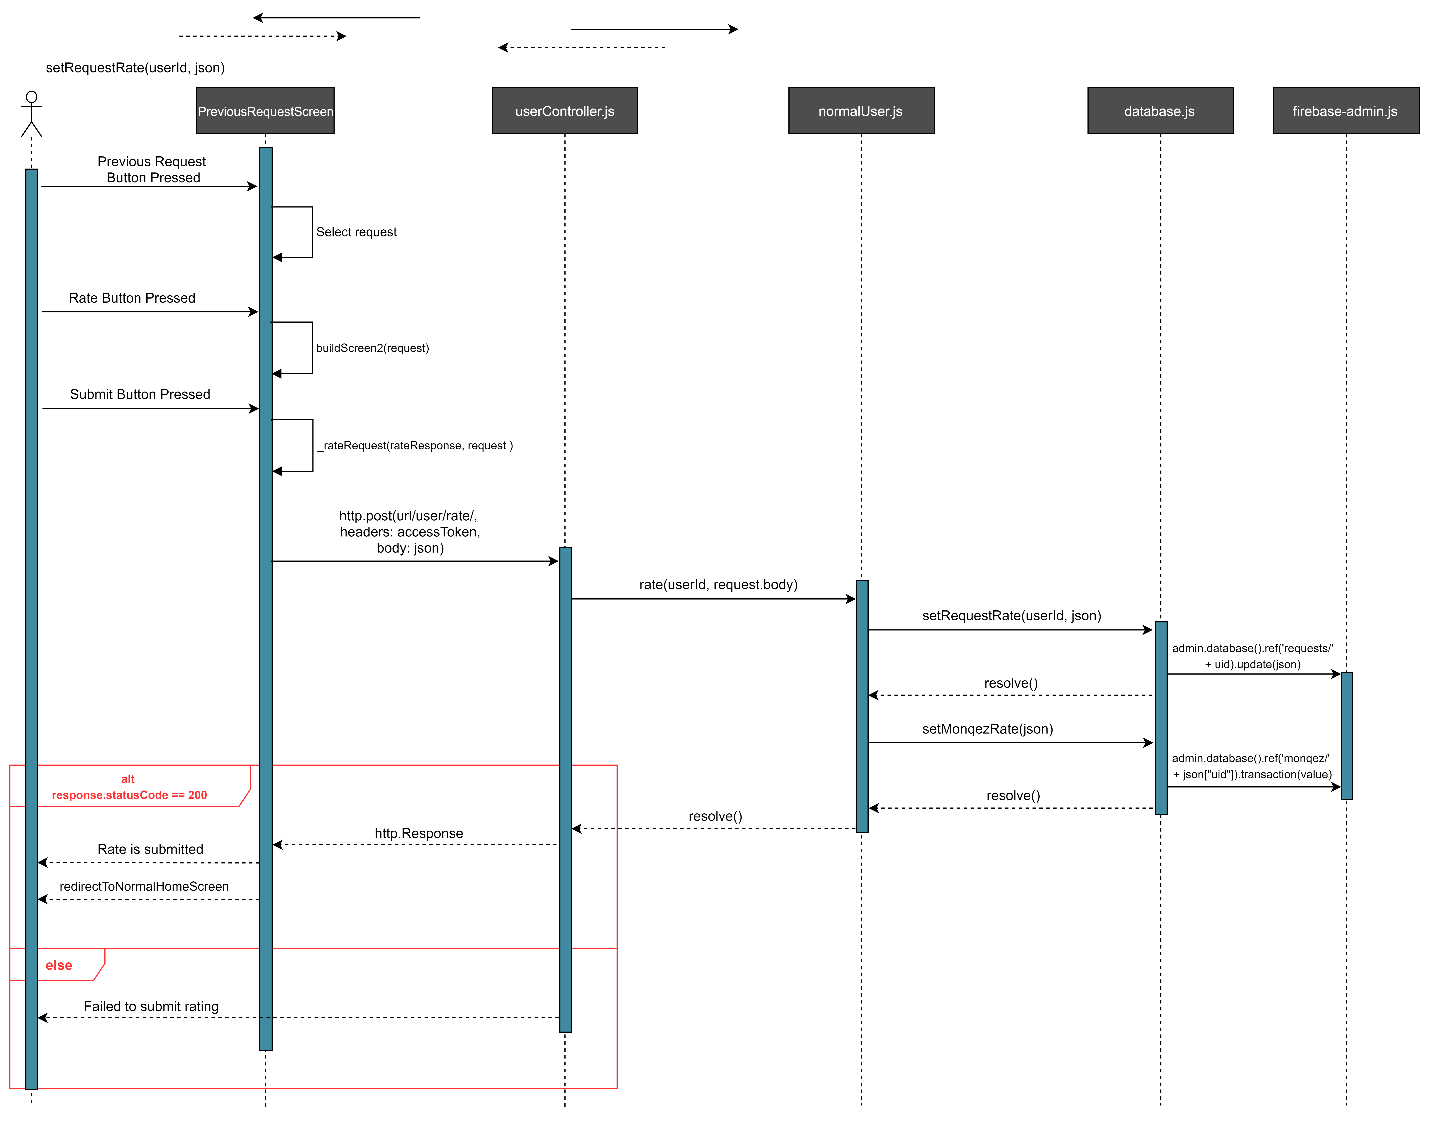 setRequestRate(userId, json)
PreviousRequestScreen
userController.js
normalUser.js
database.js
firebase-admin.js
Previous Request
Button Pressed
Select request
Rate Button Pressed
buildScreen2(request)
Submit Button Pressed
_rateRequest(rateResponse, request )
http.post(url/user/rate/,
headers: accessToken,
body: json)
rate(userId, request.body)
setRequestRate(userId, json)
admin.database().ref('requests/'
+ uid).update(json)
resolve()
setMonqezRate(json)
admin.database().ref('monqez/'
+ json["uid"]).transaction(value)
alt
response.statusCode == 200
resolve()
resolve()
http.Response
Rate is submitted
redirectToNormalHomeScreen
else
Failed to submit rating